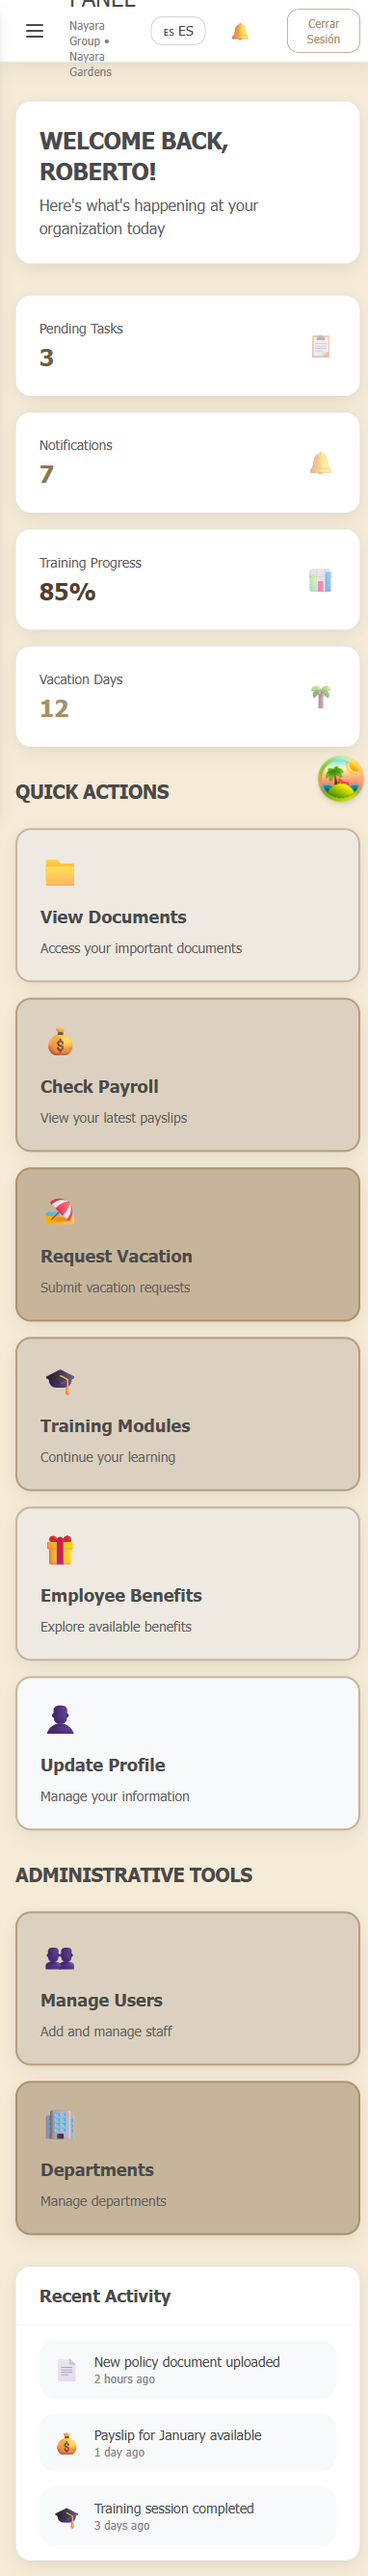 PANEL
Nayara
Group •
Nayara
Gardens
ES ES
Cerrar
Sesión
WELCOME BACK,
ROBERTO!
Here's what's happening at your
organization today
Pending Tasks
3
Notifications
7
Training Progress
85%
Vacation Days
12
QUICK ACTIONS
View Documents
Access your important documents
Check Payroll
View your latest payslips
Request Vacation
Submit vacation requests
Training Modules
Continue your learning
Employee Benefits
Explore available benefits
Update Profile
Manage your information
ADMINISTRATIVE TOOLS
Manage Users
Add and manage staff
Departments
Manage departments
Recent Activity
New policy document uploaded
2 hours ago
Payslip for January available
1 day ago
Training session completed
3 days ago